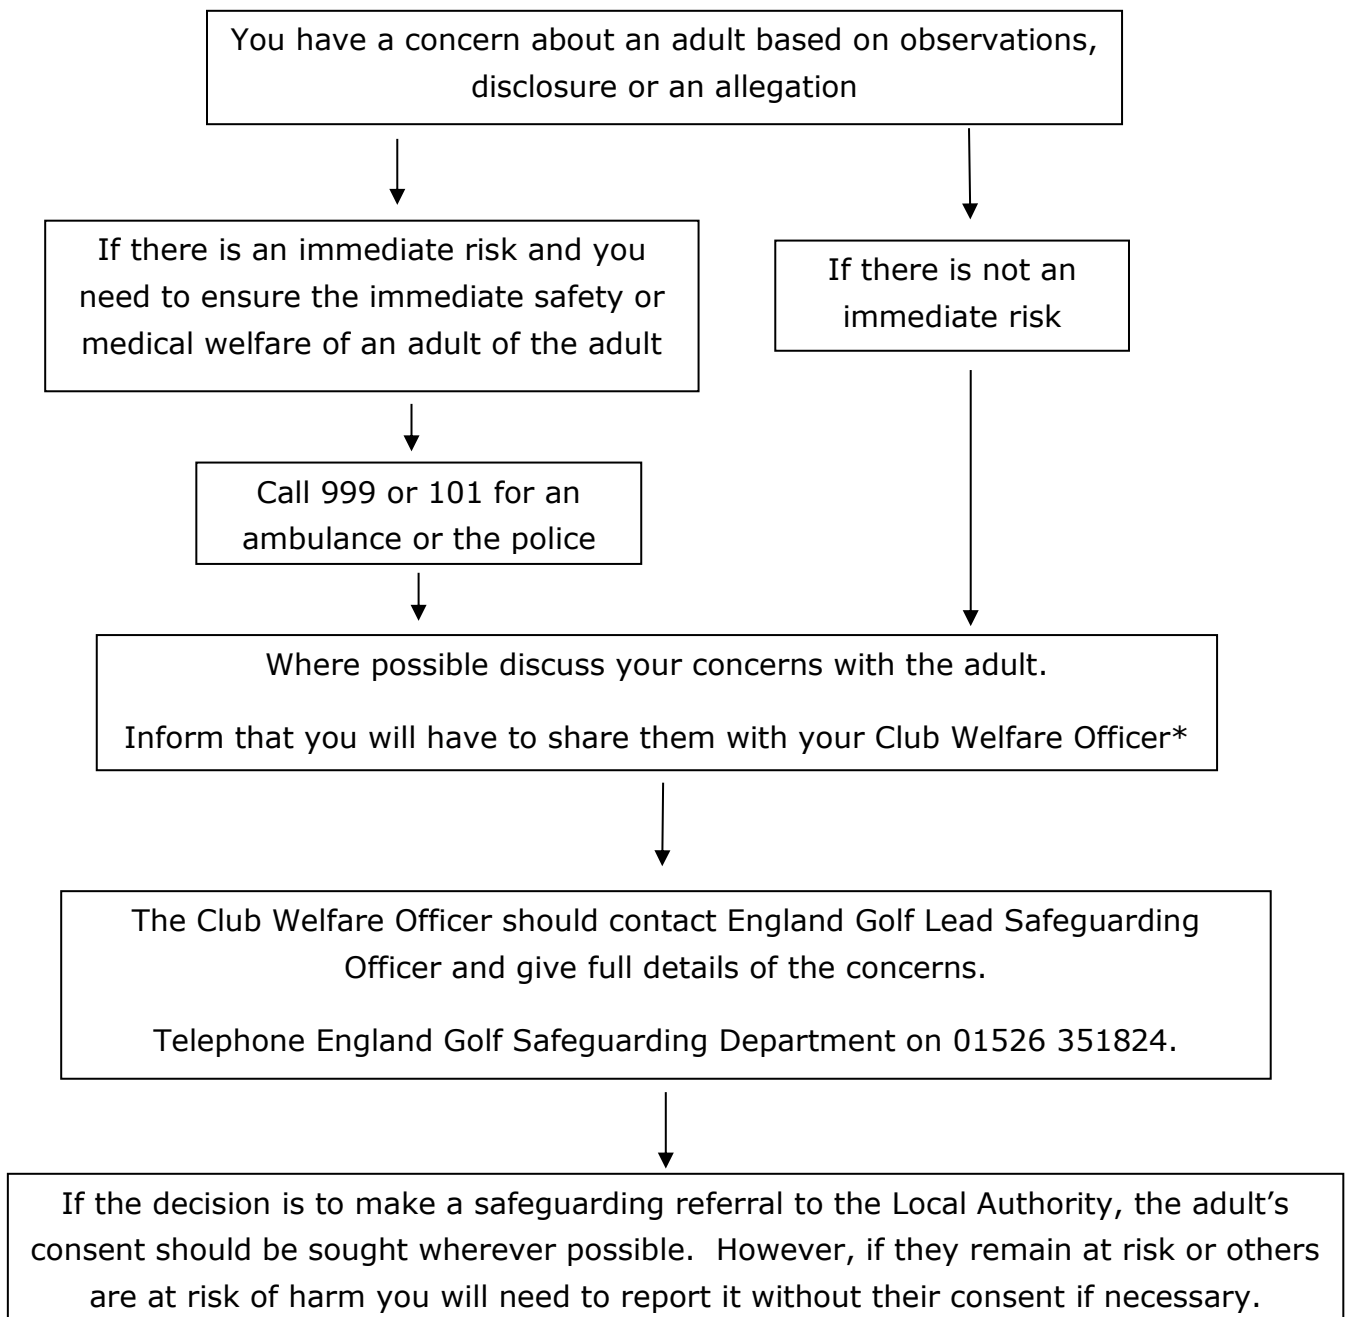 You have a concern about an adult based on observations,
disclosure or an allegation
If there is an immediate risk and you
need to ensure the immediate safety or
medical welfare of an adult of the adult
If there is not an
immediate risk
Call 999 or 101 for an
ambulance or the police
Where possible discuss your concerns with the adult.
Inform that you will have to share them with your Club Welfare Officer*
The Club Welfare Officer should contact England Golf Lead Safeguarding
Officer and give full details of the concerns.
Telephone England Golf Safeguarding Department on 01526 351824.
If the decision is to make a safeguarding referral to the Local Authority, the adult’s
consent should be sought wherever possible.  However, if they remain at risk or others
are at risk of harm you will need to report it without their consent if necessary.